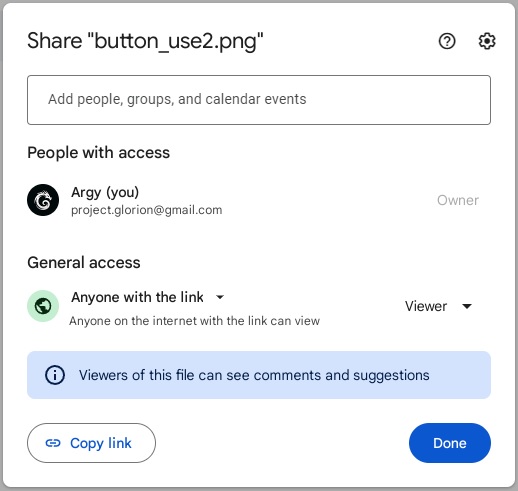 Share "button_use2.png"
Add people, groups, and calendar events
People with access
Argy (you)
project.glorion@gmail.com
Owner
General access
Anyone with the link
Anyone on the internet with the link can view
Viewer
Viewers of this file can see comments and suggestions
Copy link
Done